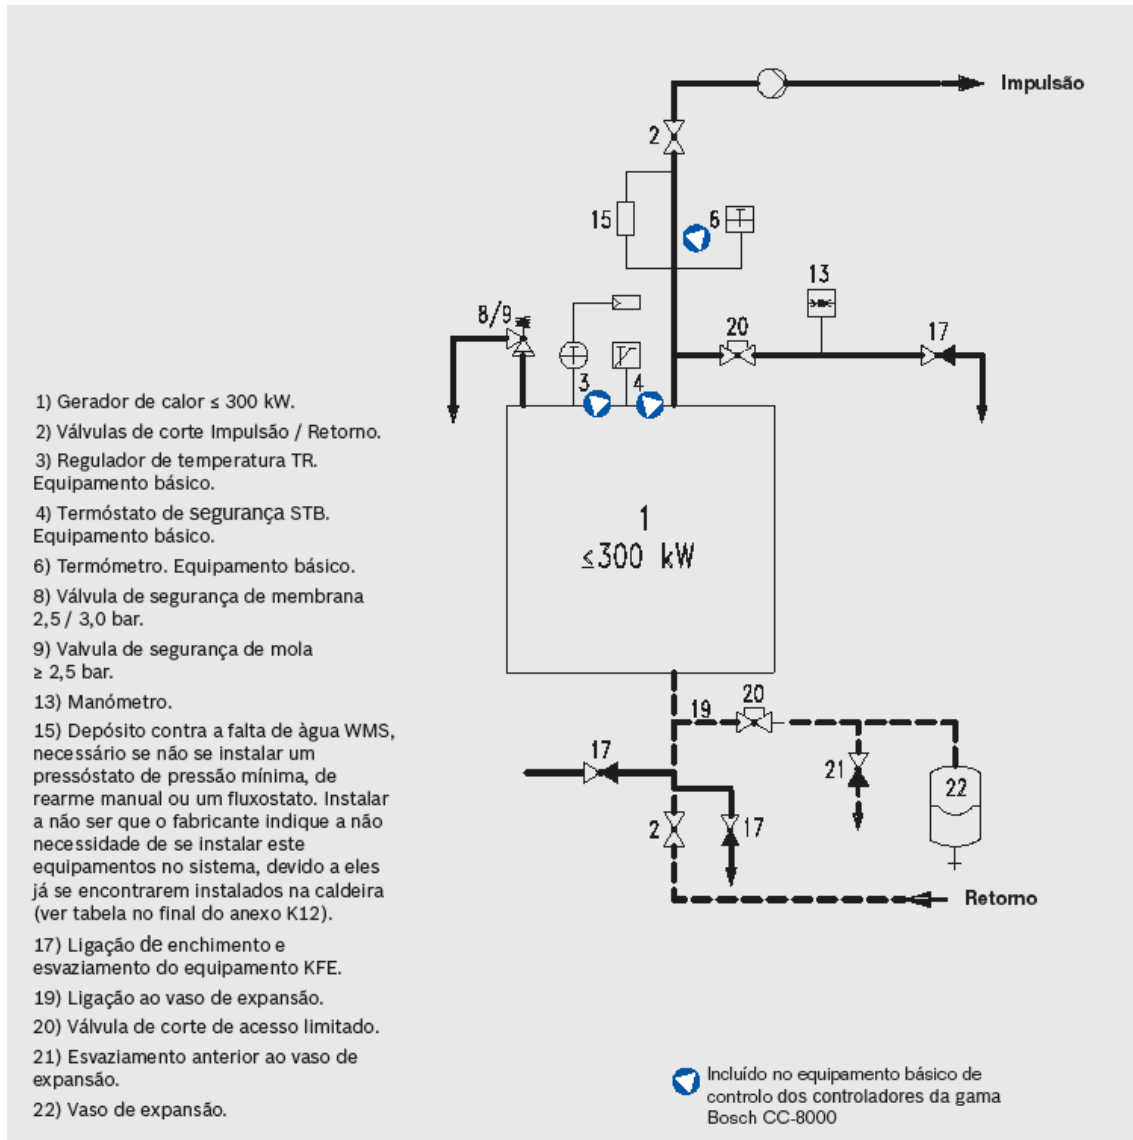 Impulsão
2
15
6
13
8/9
20
17
3
4
1) Gerador de calor ≤ 300 kW.
2) Válvulas de corte Impulsão / Retorno.
3) Regulador de temperatura TR.
Equipamento básico.
4) Termóstato de segurança STB.
Equipamento básico.
6) Termómetro. Equipamento básico.
8) Válvula de segurança de membrana
2,5 / 3,0 bar.
9) Valvula de segurança de mola
≥ 2,5 bar.
13) Manómetro.
15) Depósito contra a falta de àgua WMS,
necessário se não se instalar um
pressóstato de pressão mínima, de
rearme manual ou um fluxostato. Instalar
a não ser que o fabricante indique a não
necessidade de se instalar este
equipamentos no sistema, devido a eles
já se encontrarem instalados na caldeira
(ver tabela no final do anexo K12).
17) Ligação de enchimento e
esvaziamento do equipamento KFE.
19) Ligação ao vaso de expansão.
20) Válvula de corte de acesso limitado.
21) Esvaziamento anterior ao vaso de
expansão.
22) Vaso de expansão.
1
≤300 kW
19
20
17
21
22
2
17
Retorno
Incluído no equipamento básico de
controlo dos controladores da gama
Bosch CC-8000